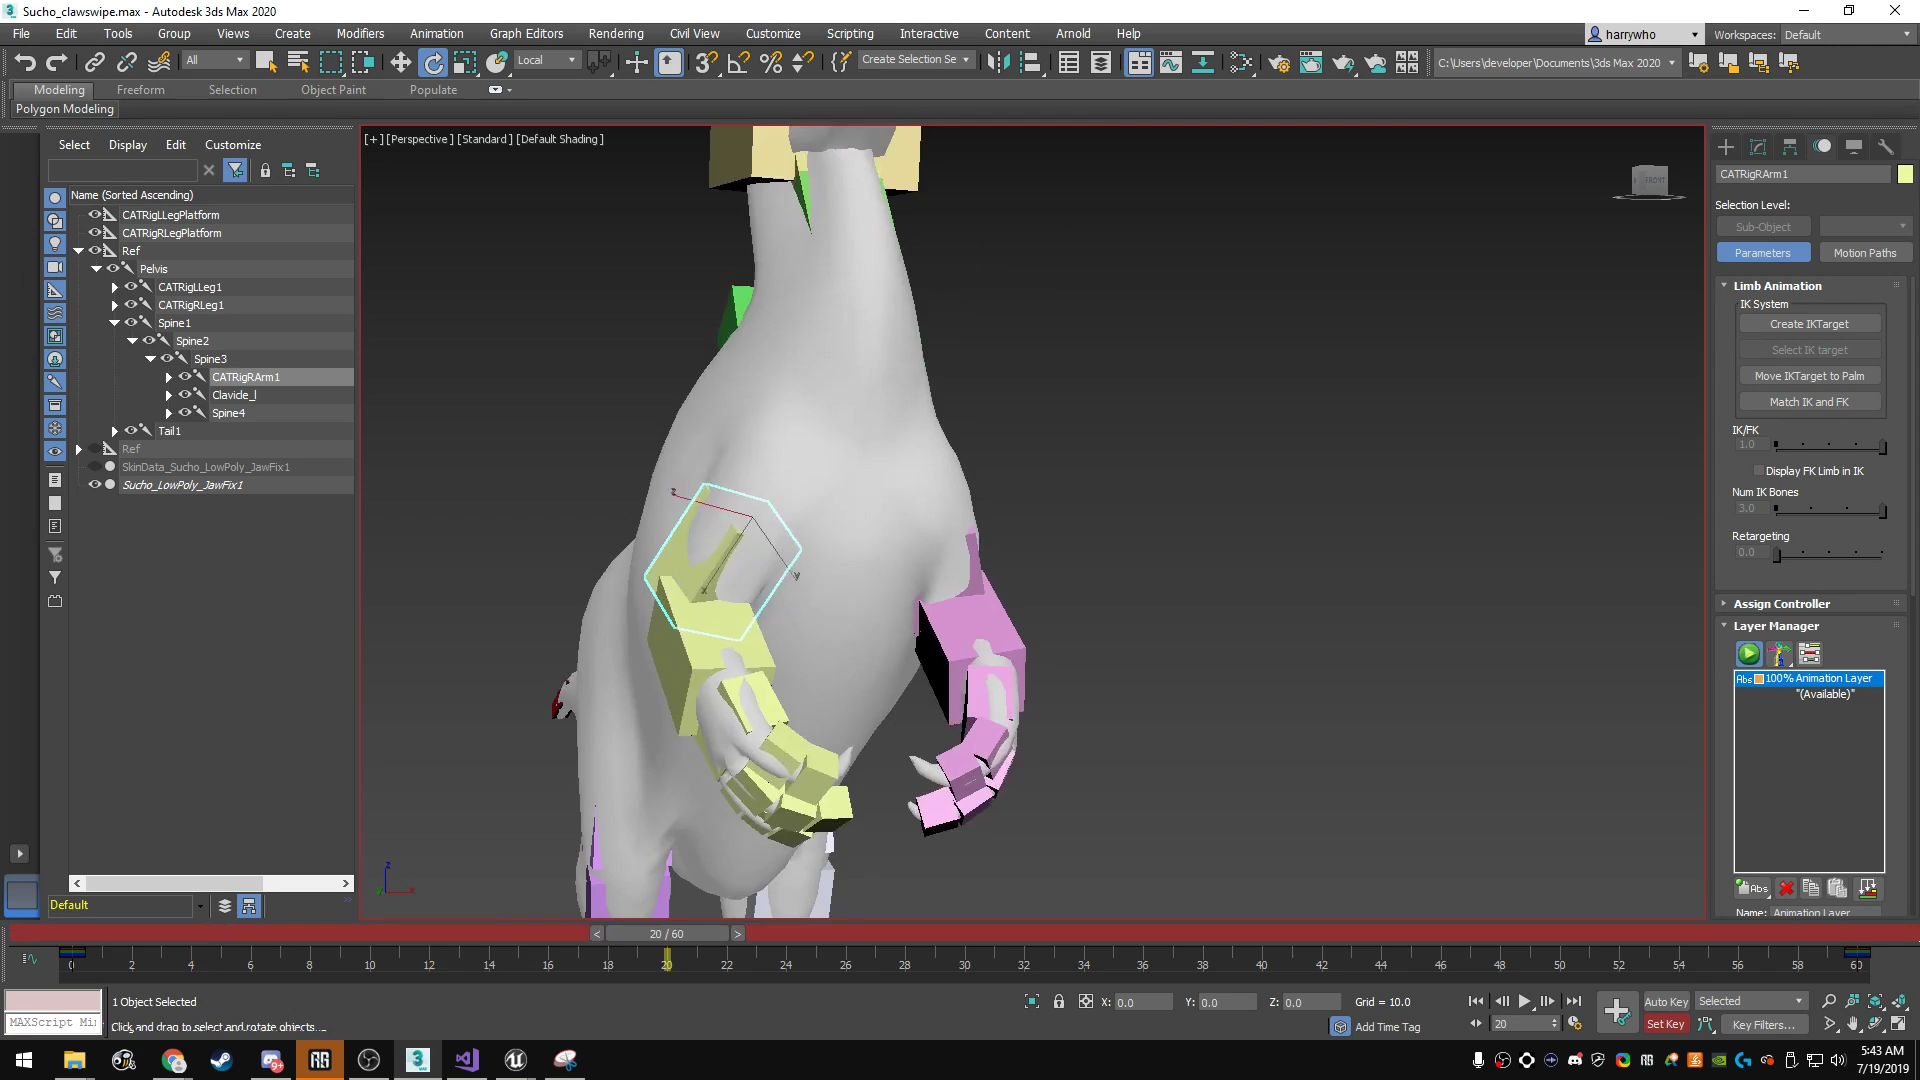 Sucho_clawswipe.max - Autodesk 3ds Max 2020
File Edit Tools Group Views Create Modifiers Animation Graph Editors Rendering Civil View Customize Scripting Interactive Content Arnold Help
harrywho Workspaces: Default
All Local Create Selection Se C:\Users\developer\Documents\3ds Max 2020
Modeling Freeform Selection Object Paint Populate
Polygon Modeling
Select Display Edit Customize
[+] [Perspective] [Standard] [Default Shading]
Name (Sorted Ascending)
CATRigLLegPlatform
CATRigRLegPlatform
Ref
Pelvis
CATRigLLeg1
CATRigRLeg1
Spine1
Spine2
Spine3
CATRigRArm1
Clavicle_l
Spine4
Tail1
Ref
SkinData_Sucho_LowPoly_JawFix1
Sucho_LowPoly_JawFix1
Default
FRONT
z
y
x
z
x
CATRigRArm1
Selection Level:
Sub-Object
Parameters Motion Paths
Limb Animation
IK System
Create IKTarget
Select IK target
Move IKTarget to Palm
Match IK and FK
IK/FK
1.0
Display FK Limb in IK
Num IK Bones
3.0
Retargeting
0.0
Assign Controller
Layer Manager
Abs 100% Animation Layer
"(Available)"
Abs
Name: Animation Layer
< 20 / 60 >
0 2 4 6 8 10 12 14 16 18 20 22 24 26 28 30 32 34 36 38 40 42 44 46 48 50 52 54 56 58 60
1 Object Selected
X: 0.0 Y: 0.0 Z: 0.0 Grid = 10.0
Auto Key Selected
MAXScript Mi
Click and drag to select and rotate objects...
Add Time Tag
20
Set Key Key Filters...
5:43 AM
7/19/2019